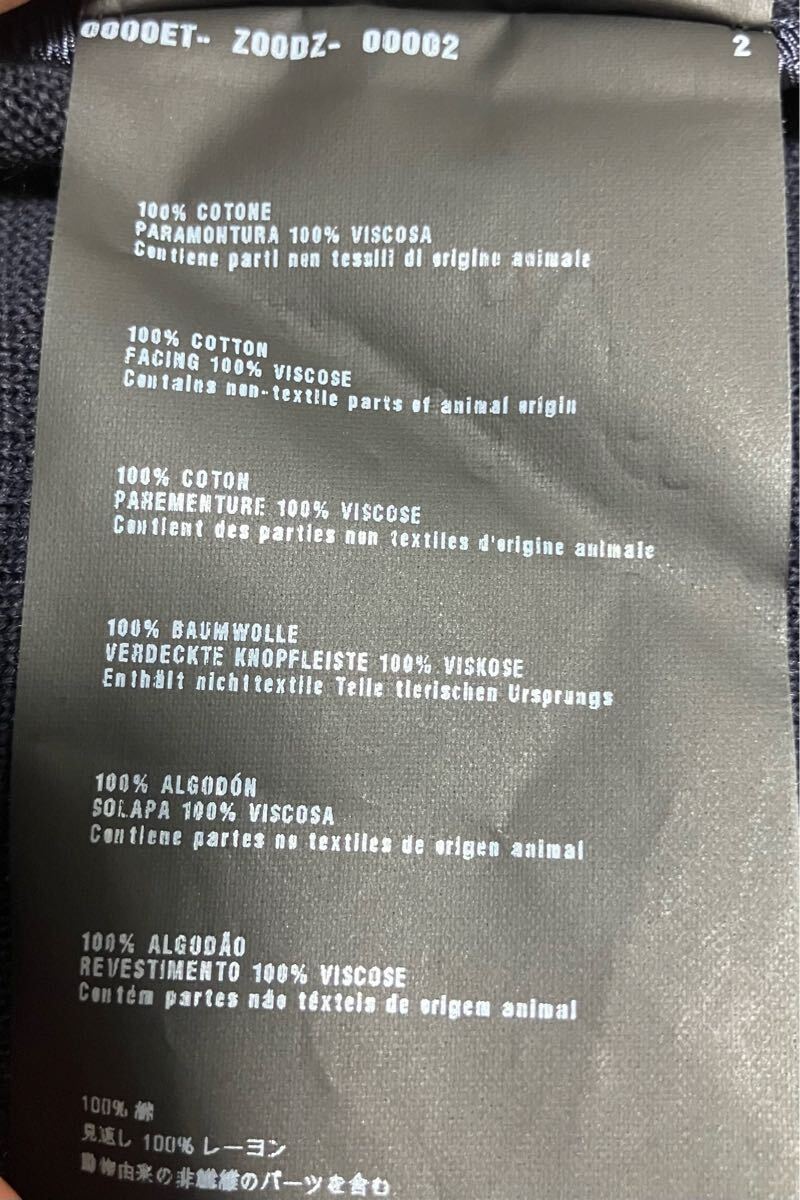 0000ET-- Z00DZ- 00002 2
100% COTONE
PARAMONTURA 100% VISCOSA
Contiene parti non tessili di origine animale
100% COTTON
FACING 100% VISCOSE
Contains non-textile parts of animal origin
100% COTON
PAREMENTURE 100% VISCOSE
Contient des parties non textiles d'origine animale
100% BAUMWOLLE
VERDECKTE KNOPFLEISTE 100% VISKOSE
Enthält nichttextile Teile tierischen Ursprungs
100% ALGODÓN
SOLAPA 100% VISCOSA
Contiene partes no textiles de origen animal
100% ALGODÃO
REVESTIMENTO 100% VISCOSE
Contém partes não têxteis de origem animal
100% 綿
見返し 100% レーヨン
動物由来の非繊維のパーツを含む